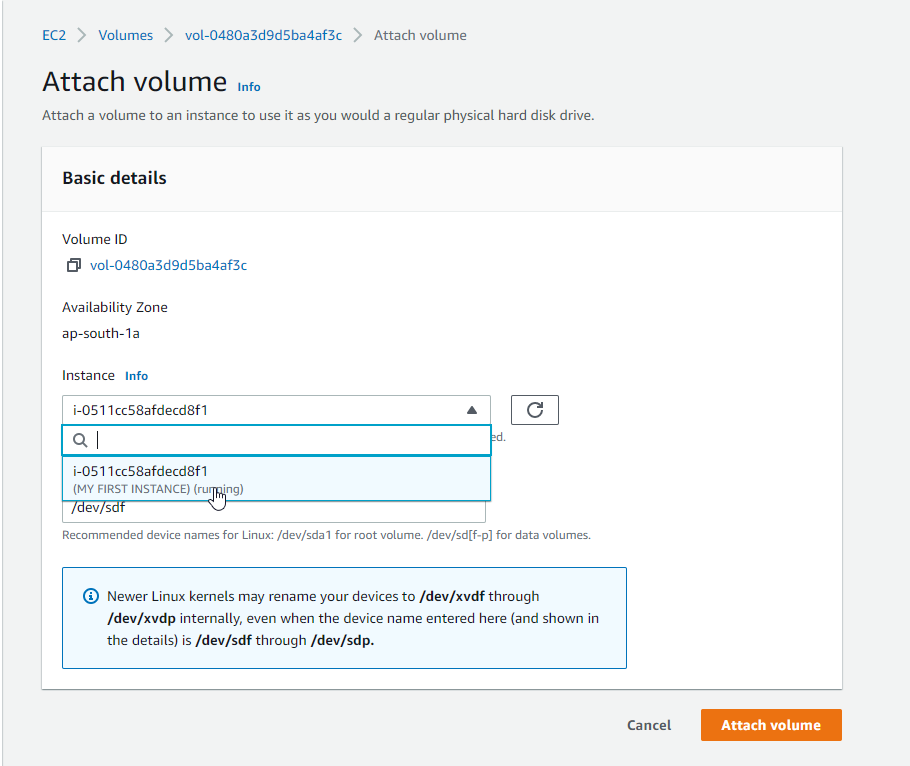 EC2 > Volumes > vol-0480a3d9d5ba4af3c > Attach volume
Attach volume Info
Attach a volume to an instance to use it as you would a regular physical hard disk drive.
Basic details
Volume ID
vol-0480a3d9d5ba4af3c
Availability Zone
ap-south-1a
Instance Info
i-0511cc58afdecd8f1
ed.
i-0511cc58afdecd8f1
(MY FIRST INSTANCE) (running)
/dev/sdf
Recommended device names for Linux: /dev/sda1 for root volume. /dev/sd[f-p] for data volumes.
Newer Linux kernels may rename your devices to /dev/xvdf through
/dev/xvdp internally, even when the device name entered here (and shown in
the details) is /dev/sdf through /dev/sdp.
Cancel
Attach volume